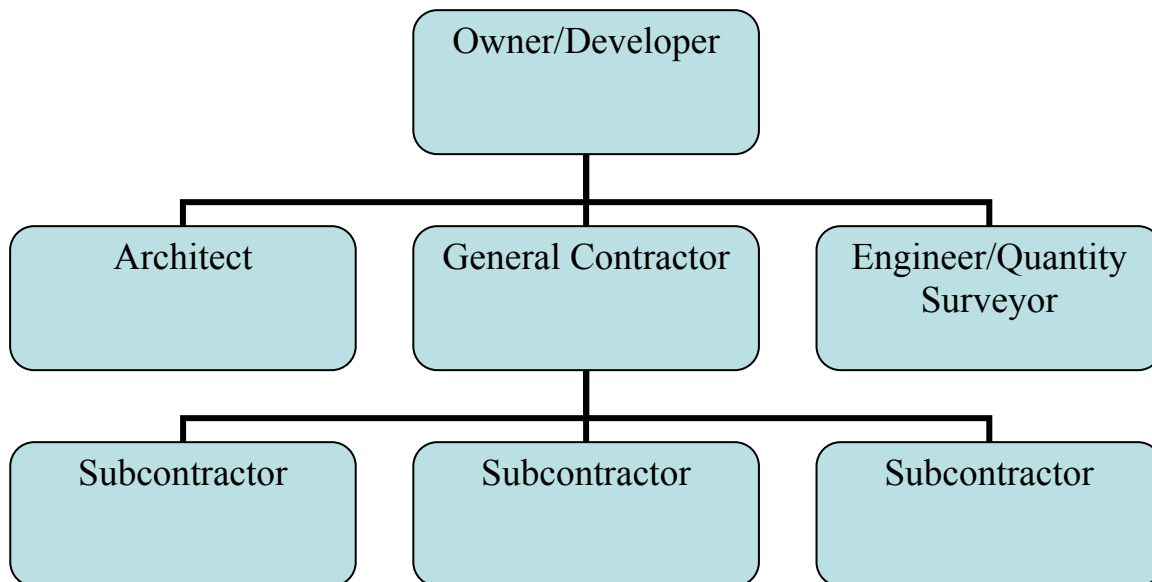 Owner/Developer
Architect
General Contractor
Engineer/Quantity
Surveyor
Subcontractor
Subcontractor
Subcontractor